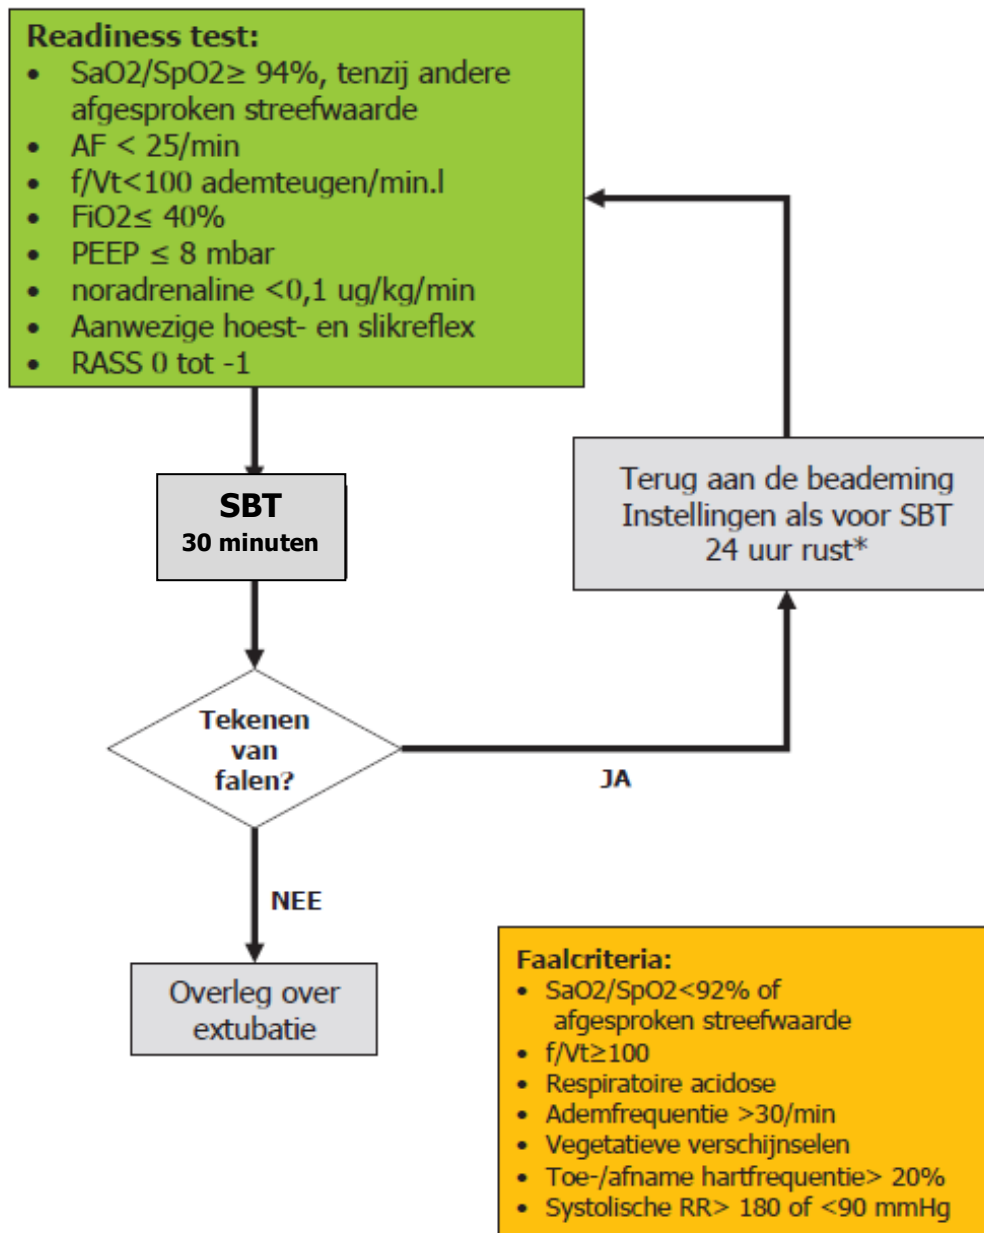 Readiness test:
• SaO2/SpO2≥ 94%, tenzij andere
afgesproken streefwaarde
• AF < 25/min
• f/Vt<100 ademteugen/min.l
• FiO2≤ 40%
• PEEP ≤ 8 mbar
• noradrenaline <0,1 ug/kg/min
• Aanwezige hoest- en slikreflex
• RASS 0 tot -1
SBT
30 minuten
Terug aan de beademing
Instellingen als voor SBT
24 uur rust*
Tekenen
van
falen?
JA
NEE
Overleg over
extubatie
Faalcriteria:
• SaO2/SpO2<92% of
afgesproken streefwaarde
• f/Vt≥100
• Respiratoire acidose
• Ademfrequentie >30/min
• Vegetatieve verschijnselen
• Toe-/afname hartfrequentie> 20%
• Systolische RR> 180 of <90 mmHg